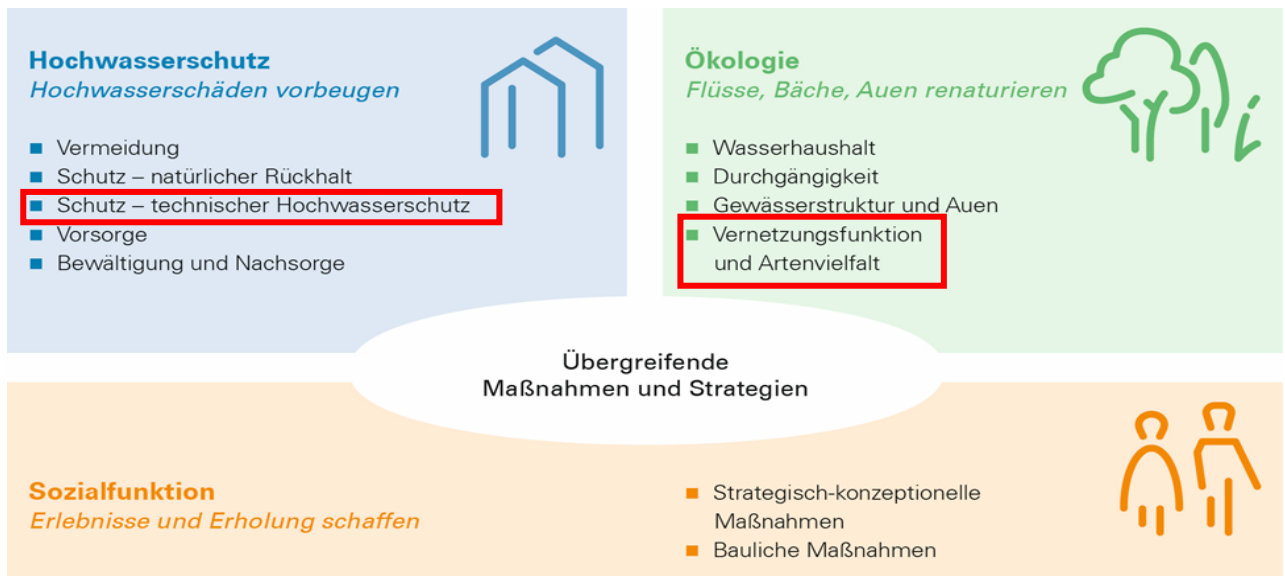 Hochwasserschutz
Hochwasserschäden vorbeugen
Vermeidung
Schutz – natürlicher Rückhalt
Schutz – technischer Hochwasserschutz
Vorsorge
Bewältigung und Nachsorge
Ökologie
Flüsse, Bäche, Auen renaturieren
Wasserhaushalt
Durchgängigkeit
Gewässerstruktur und Auen
Vernetzungsfunktion
und Artenvielfalt
Übergreifende
Maßnahmen und Strategien
Sozialfunktion
Erlebnisse und Erholung schaffen
Strategisch-konzeptionelle
Maßnahmen
Bauliche Maßnahmen